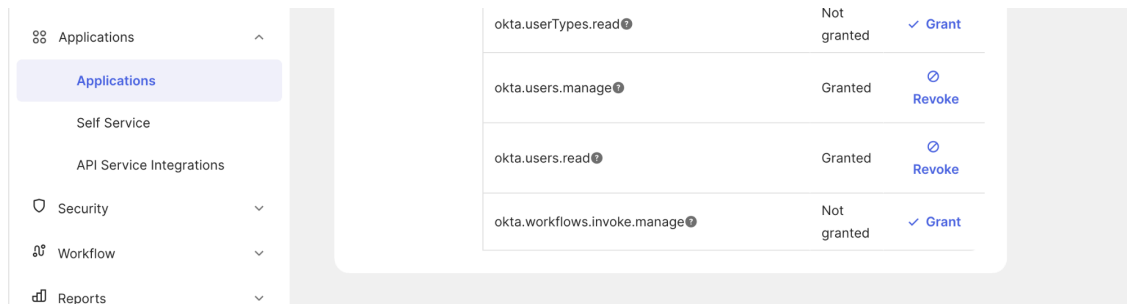 Applications
Applications
Self Service
API Service Integrations
Security
Workflow
Reports
okta.userTypes.read?
Not granted
Grant
okta.users.manage?
Granted
Revoke
okta.users.read?
Granted
Revoke
okta.workflows.invoke.manage?
Not granted
Grant